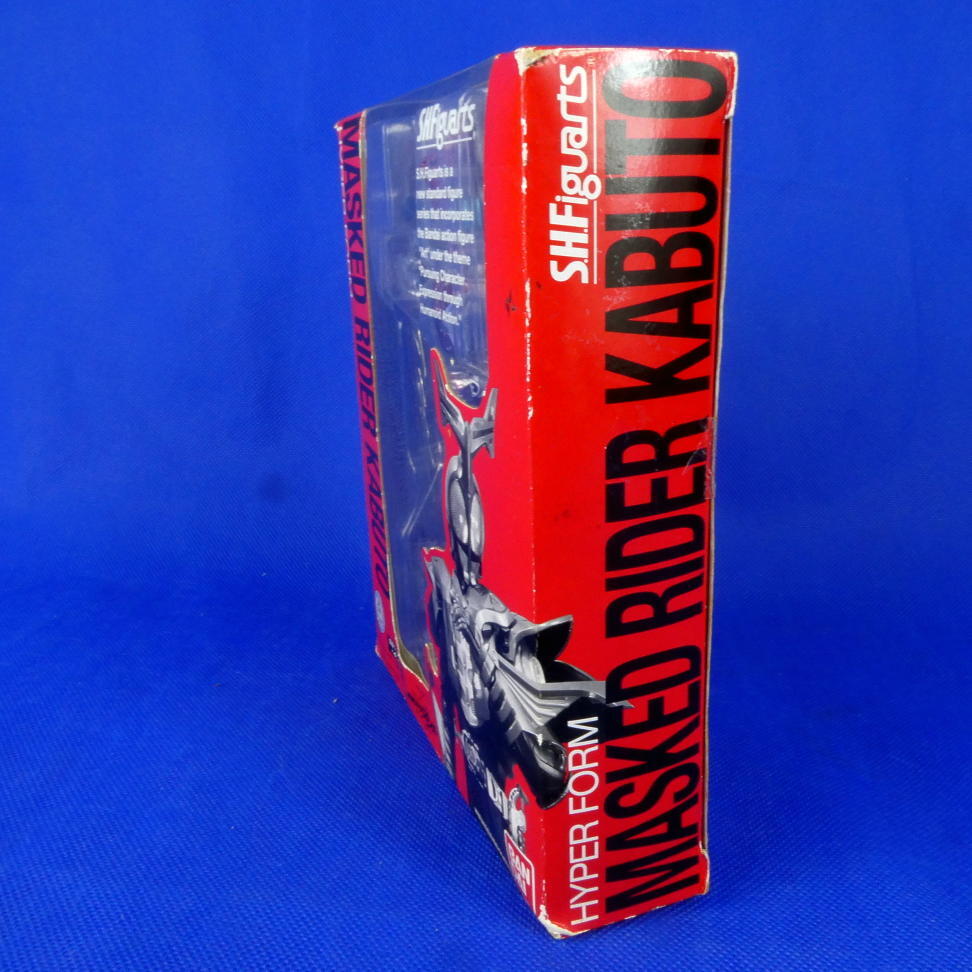 MASKED RIDER KABUTO
S.H.Figuarts
S.H.Figuarts is a
new standard figure
series that incorporates
the Bandai action figure
"Art" under the theme
"Pursuing Character
Expression through
Humanoid Action."
S.H.Figuarts
HYPER FORM
MASKED RIDER KABUTO
BAN